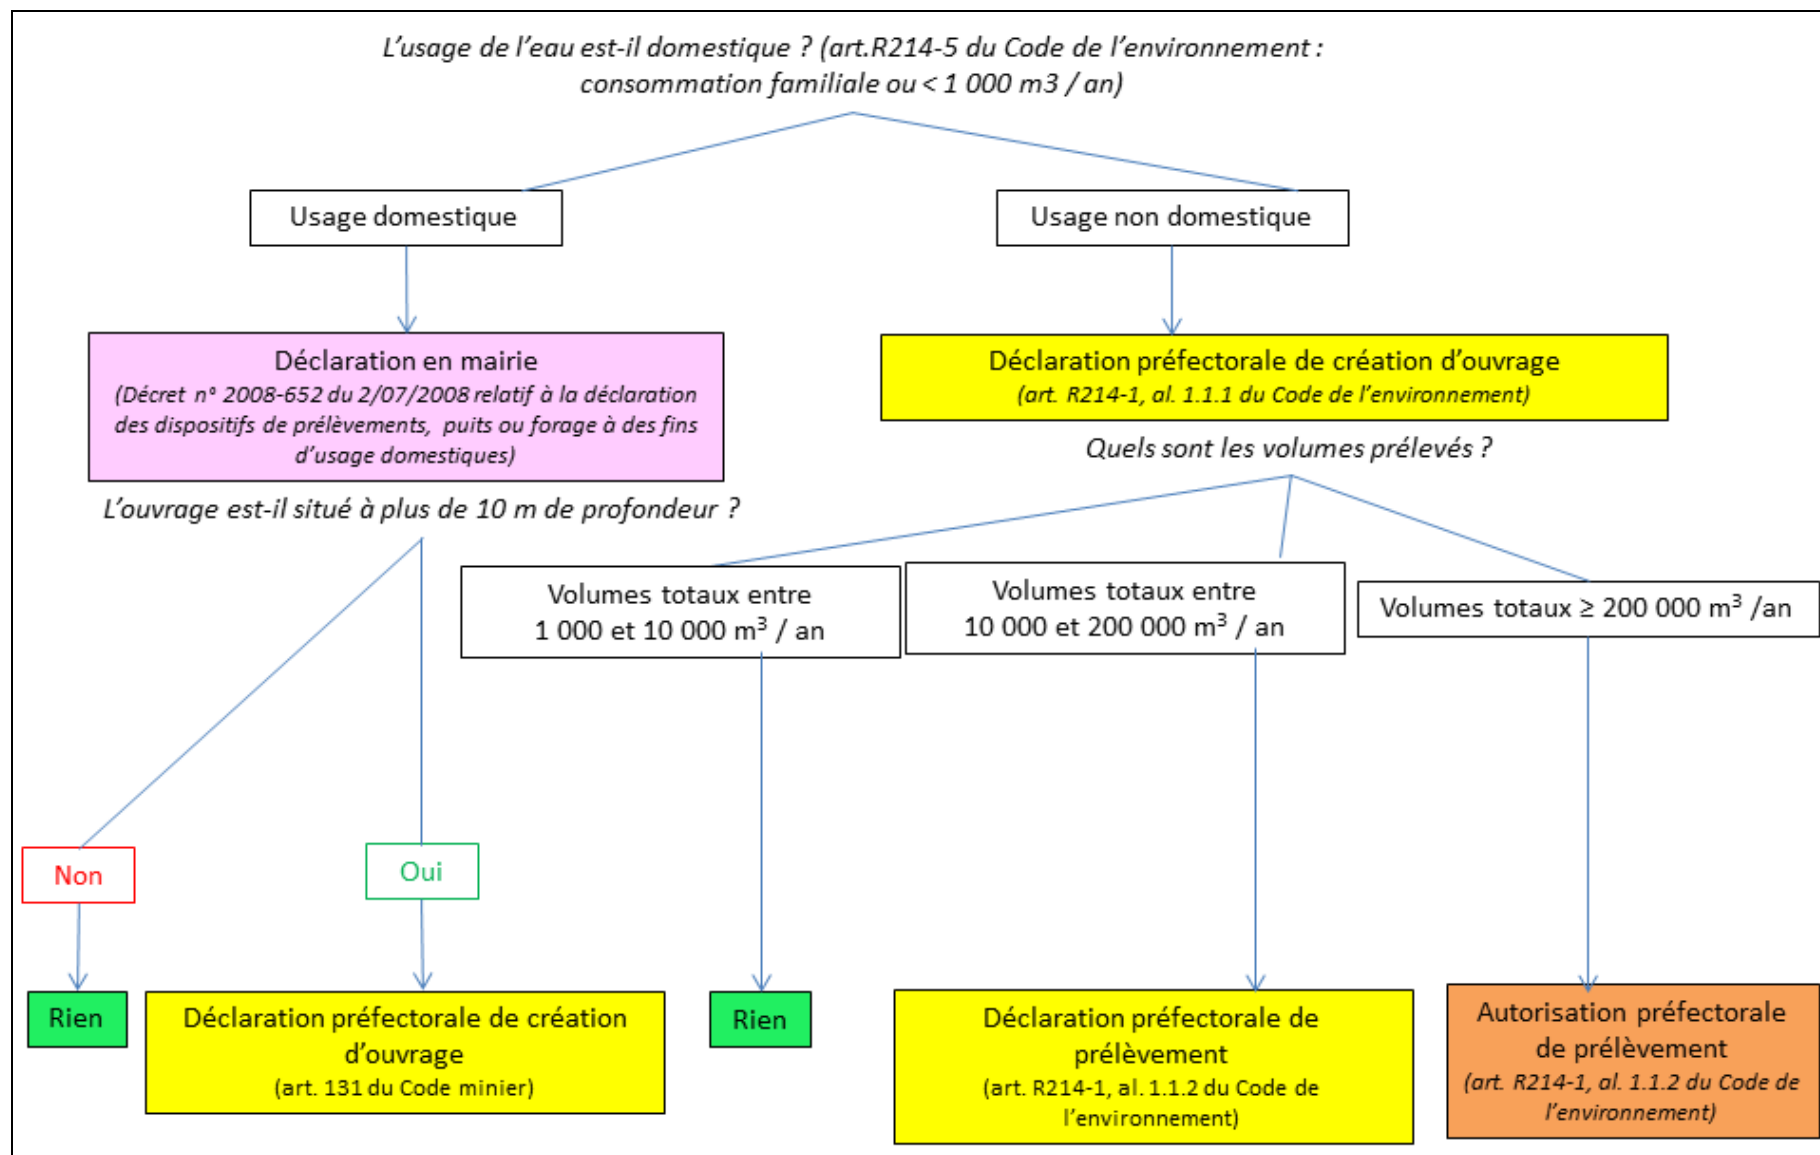 L’usage de l’eau est-il domestique ? (art.R214-5 du Code de l’environnement :
consommation familiale ou < 1 000 m3 / an)
Usage domestique
Usage non domestique
Déclaration en mairie
(Décret n° 2008-652 du 2/07/2008 relatif à la déclaration
des dispositifs de prélèvements, puits ou forage à des fins
d’usage domestiques)
Déclaration préfectorale de création d’ouvrage
(art. R214-1, al. 1.1.1 du Code de l’environnement)
L’ouvrage est-il situé à plus de 10 m de profondeur ?
Quels sont les volumes prélevés ?
Volumes totaux entre
1 000 et 10 000 m³ / an
Volumes totaux entre
10 000 et 200 000 m³ / an
Volumes totaux ≥ 200 000 m³ /an
Non
Oui
Rien
Déclaration préfectorale de création
d’ouvrage
(art. 131 du Code minier)
Rien
Déclaration préfectorale de
prélèvement
(art. R214-1, al. 1.1.2 du Code de
l’environnement)
Autorisation préfectorale
de prélèvement
(art. R214-1, al. 1.1.2 du Code de
l’environnement)